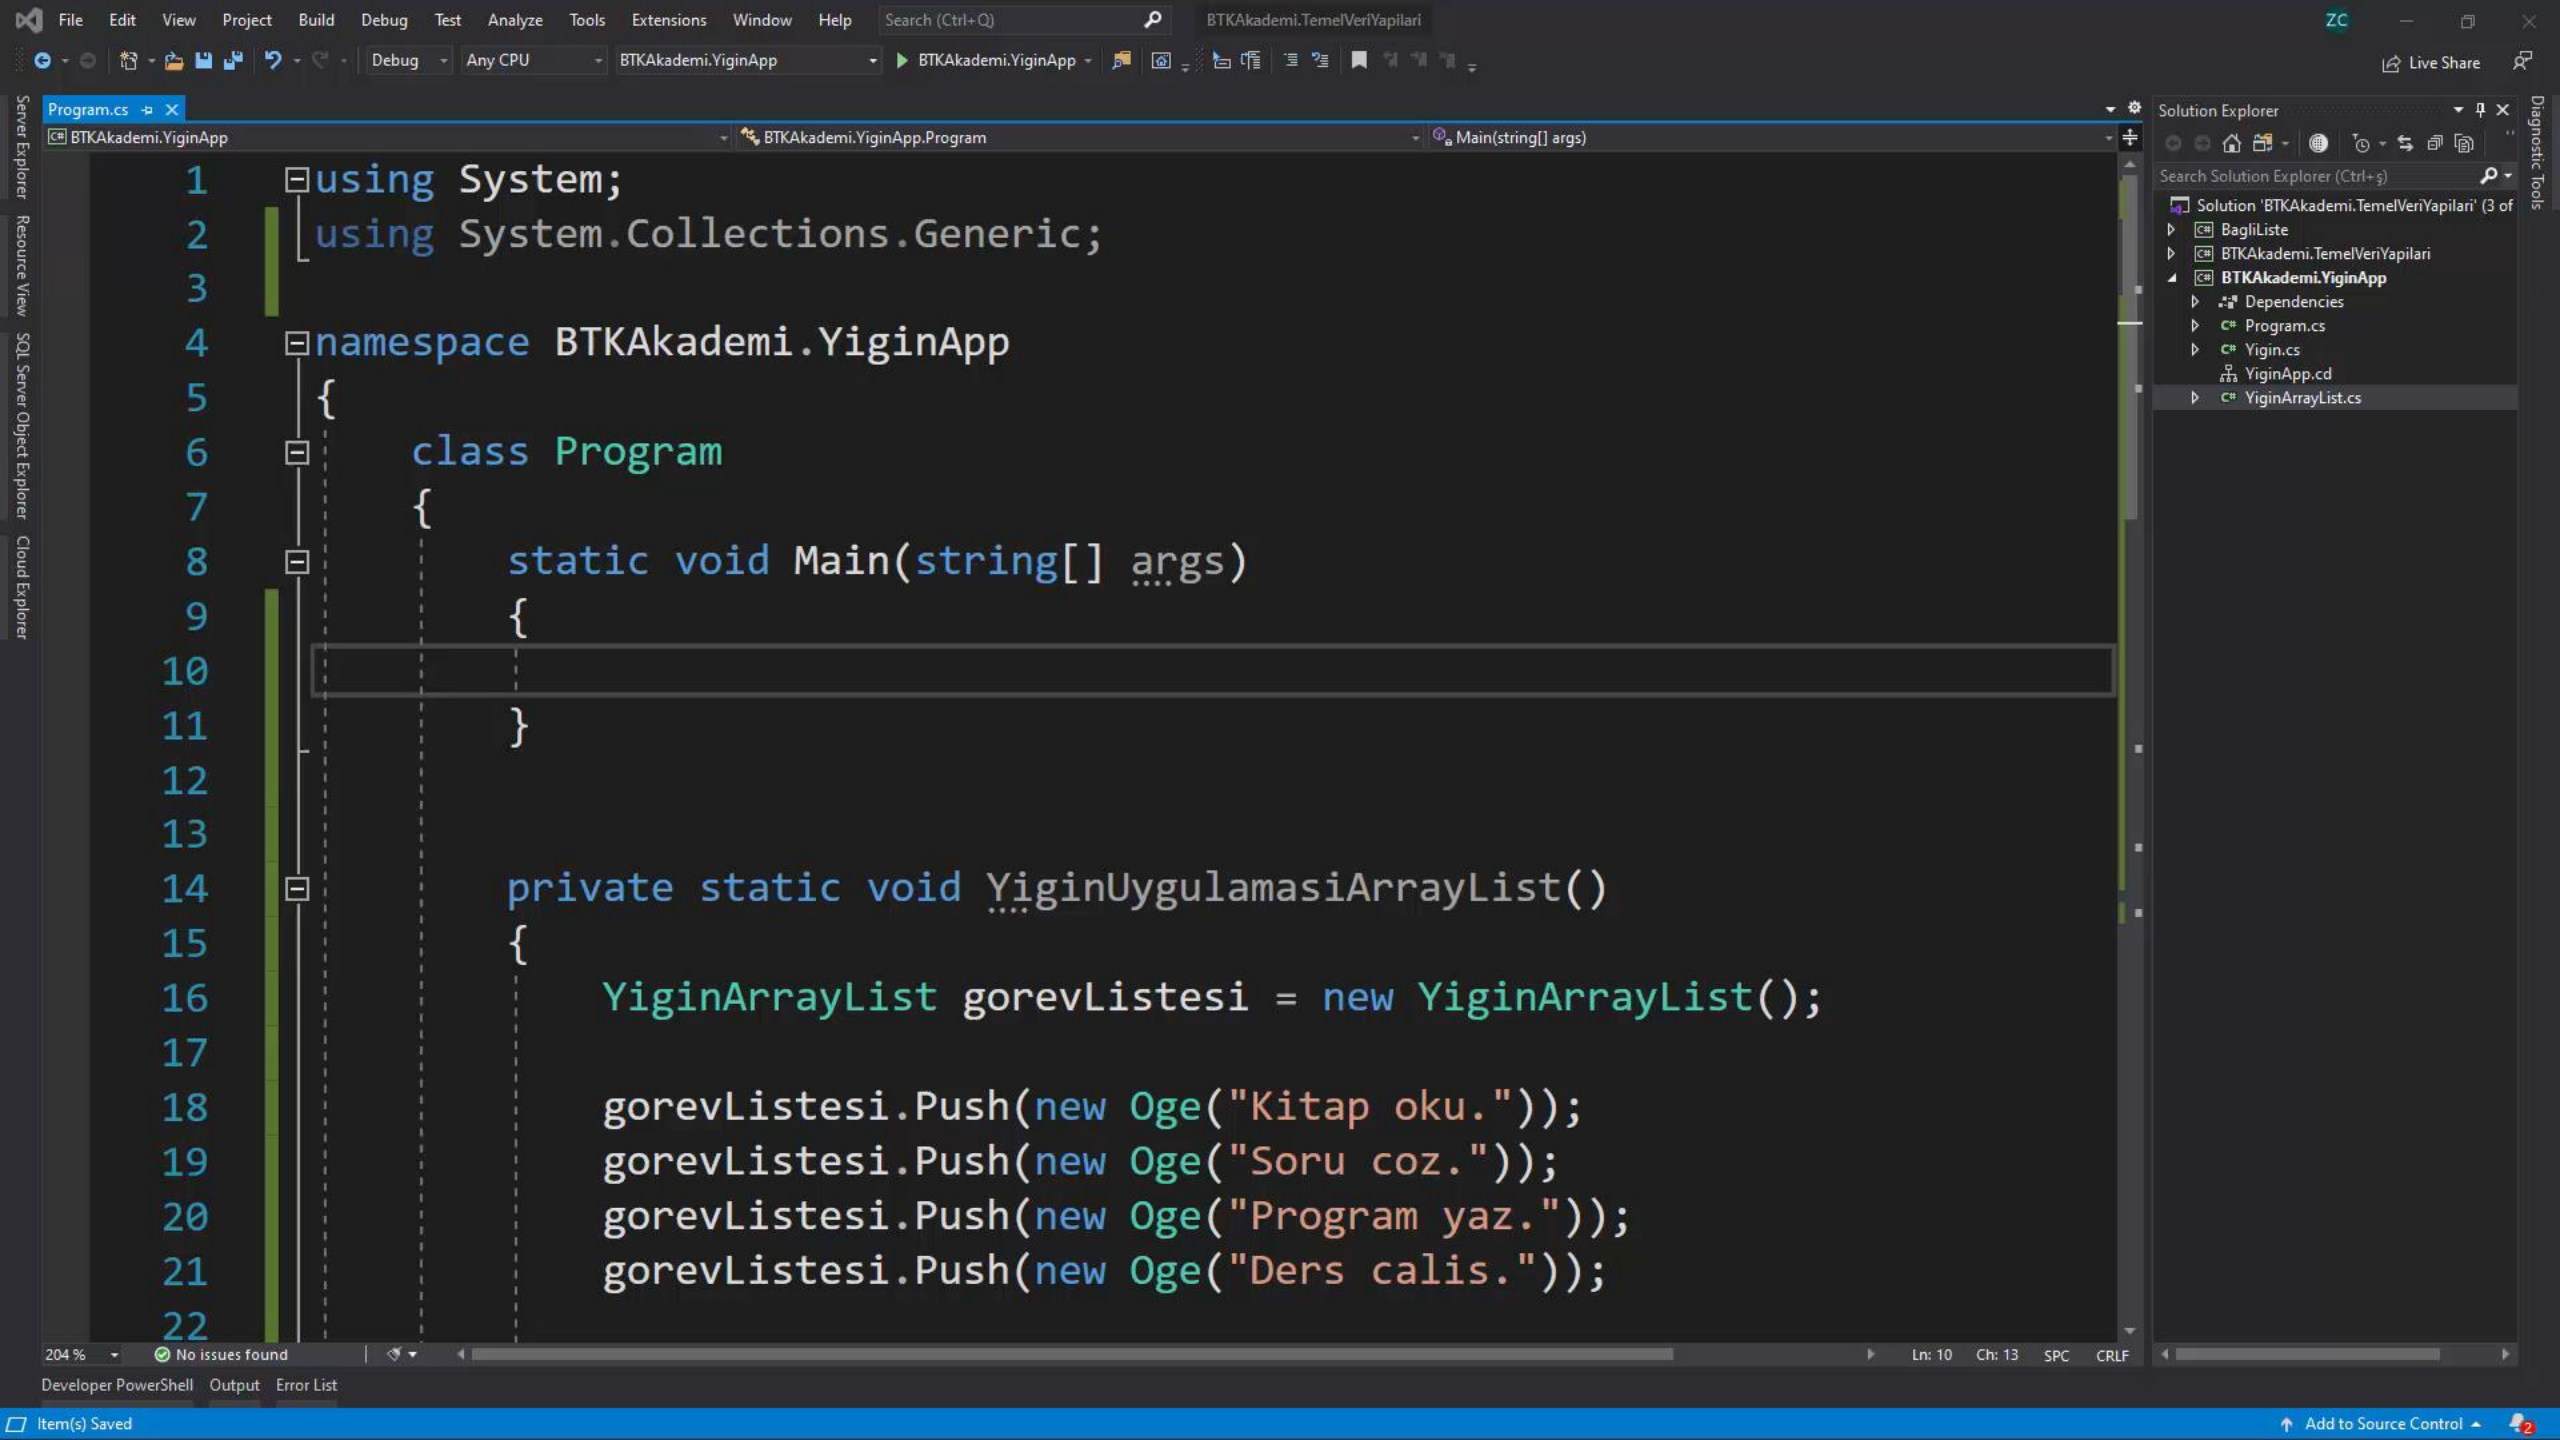 File Edit View Project Build Debug Test Analyze Tools Extensions Window Help Search (Ctrl+Q) BTKAkademi.TemelVeriYapilari ZC
Debug Any CPU BTKAkademi.YiginApp BTKAkademi.YiginApp Live Share
Server Explorer
Resource View
SQL Server Object Explorer
Cloud Explorer
Program.cs
BTKAkademi.YiginApp BTKAkademi.YiginApp.Program Main(string[] args)
1 using System;
2 using System.Collections.Generic;
3
4 namespace BTKAkademi.YiginApp
5 {
6 class Program
7 {
8 static void Main(string[] args)
9 {
10
11 }
12
13
14 private static void YiginUygulamasiArrayList()
15 {
16 YiginArrayList gorevListesi = new YiginArrayList();
17
18 gorevListesi.Push(new Oge("Kitap oku."));
19 gorevListesi.Push(new Oge("Soru coz."));
20 gorevListesi.Push(new Oge("Program yaz."));
21 gorevListesi.Push(new Oge("Ders calis."));
22
204 % No issues found Ln: 10 Ch: 13 SPC CRLF
Developer PowerShell Output Error List
Item(s) Saved Add to Source Control 2
Solution Explorer
Search Solution Explorer (Ctrl+ş)
Solution 'BTKAkademi.TemelVeriYapilari' (3 of
BagliListe
BTKAkademi.TemelVeriYapilari
BTKAkademi.YiginApp
Dependencies
Program.cs
Yigin.cs
YiginApp.cd
YiginArrayList.cs
Diagnostic Tools